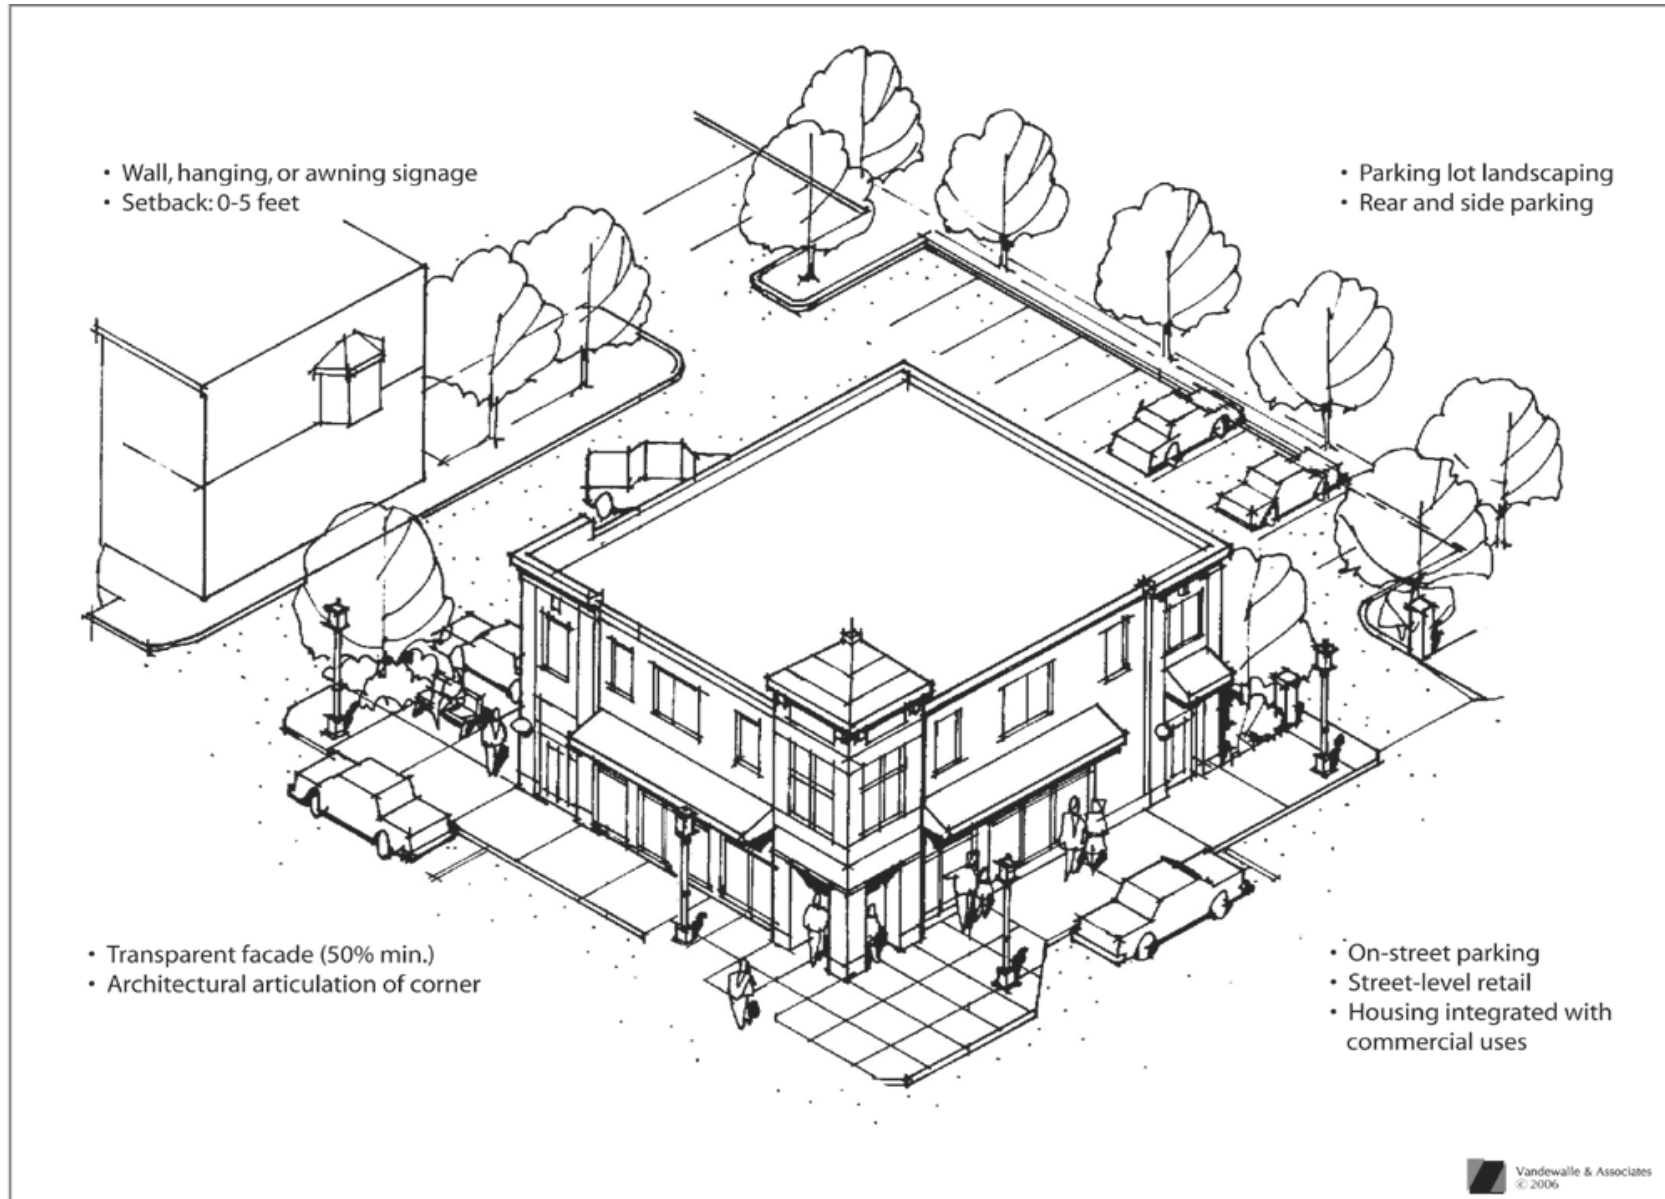 • Wall, hanging, or awning signage
• Setback: 0-5 feet
• Parking lot landscaping
• Rear and side parking
• Transparent facade (50% min.)
• Architectural articulation of corner
• On-street parking
• Street-level retail
• Housing integrated with
commercial uses
Vandewalle & Associates
© 2006